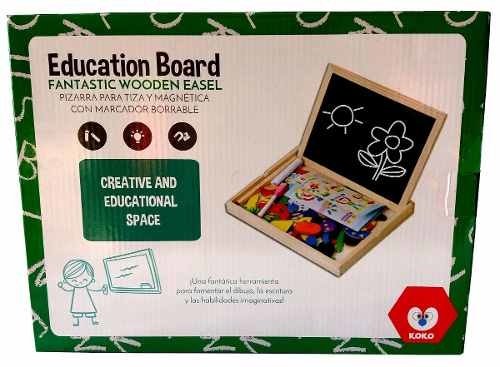 Education Board
FANTASTIC WOODEN EASEL
PIZARRA PARA TIZA Y MAGNÉTICA
CON MARCADOR BORRABLE
CREATIVE AND
EDUCATIONAL
SPACE
¡Una fantástica herramienta
para fomentar el dibujo, la escritura
y las habilidades imaginativas!
KOKO